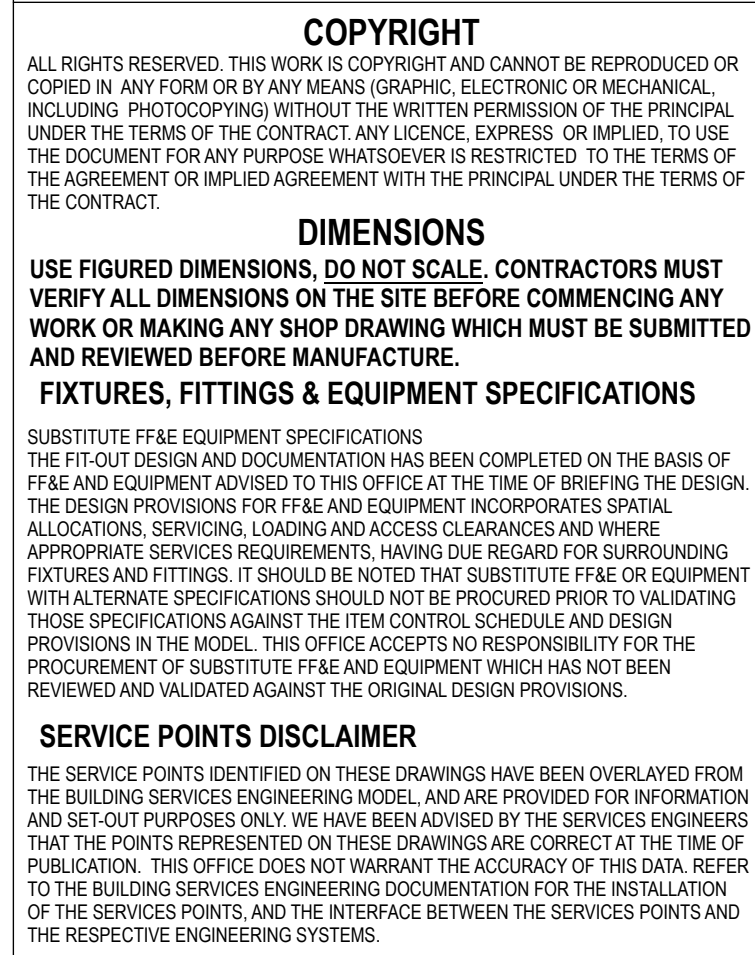 COPYRIGHT
ALL RIGHTS RESERVED. THIS WORK IS COPYRIGHT AND CANNOT BE REPRODUCED OR
COPIED IN  ANY FORM OR BY ANY MEANS (GRAPHIC, ELECTRONIC OR MECHANICAL,
INCLUDING  PHOTOCOPYING) WITHOUT THE WRITTEN PERMISSION OF THE PRINCIPAL
UNDER THE TERMS OF THE CONTRACT. ANY LICENCE, EXPRESS  OR IMPLIED, TO USE
THE DOCUMENT FOR ANY PURPOSE WHATSOEVER IS RESTRICTED  TO THE TERMS OF
THE AGREEMENT OR IMPLIED AGREEMENT WITH THE PRINCIPAL UNDER THE TERMS OF
THE CONTRACT.
DIMENSIONS
USE FIGURED DIMENSIONS, DO NOT SCALE. CONTRACTORS MUST
VERIFY ALL DIMENSIONS ON THE SITE BEFORE COMMENCING ANY
WORK OR MAKING ANY SHOP DRAWING WHICH MUST BE SUBMITTED
AND REVIEWED BEFORE MANUFACTURE.
FIXTURES, FITTINGS & EQUIPMENT SPECIFICATIONS
SUBSTITUTE FF&E EQUIPMENT SPECIFICATIONS
THE FIT-OUT DESIGN AND DOCUMENTATION HAS BEEN COMPLETED ON THE BASIS OF
FF&E AND EQUIPMENT ADVISED TO THIS OFFICE AT THE TIME OF BRIEFING THE DESIGN.
THE DESIGN PROVISIONS FOR FF&E AND EQUIPMENT INCORPORATES SPATIAL
ALLOCATIONS, SERVICING, LOADING AND ACCESS CLEARANCES AND WHERE
APPROPRIATE SERVICES REQUIREMENTS, HAVING DUE REGARD FOR SURROUNDING
FIXTURES AND FITTINGS. IT SHOULD BE NOTED THAT SUBSTITUTE FF&E OR EQUIPMENT
WITH ALTERNATE SPECIFICATIONS SHOULD NOT BE PROCURED PRIOR TO VALIDATING
THOSE SPECIFICATIONS AGAINST THE ITEM CONTROL SCHEDULE AND DESIGN
PROVISIONS IN THE MODEL. THIS OFFICE ACCEPTS NO RESPONSIBILITY FOR THE
PROCUREMENT OF SUBSTITUTE FF&E AND EQUIPMENT WHICH HAS NOT BEEN
REVIEWED AND VALIDATED AGAINST THE ORIGINAL DESIGN PROVISIONS.
SERVICE POINTS DISCLAIMER
THE SERVICE POINTS IDENTIFIED ON THESE DRAWINGS HAVE BEEN OVERLAYED FROM
THE BUILDING SERVICES ENGINEERING MODEL, AND ARE PROVIDED FOR INFORMATION
AND SET-OUT PURPOSES ONLY. WE HAVE BEEN ADVISED BY THE SERVICES ENGINEERS
THAT THE POINTS REPRESENTED ON THESE DRAWINGS ARE CORRECT AT THE TIME OF
PUBLICATION.  THIS OFFICE DOES NOT WARRANT THE ACCURACY OF THIS DATA. REFER
TO THE BUILDING SERVICES ENGINEERING DOCUMENTATION FOR THE INSTALLATION
OF THE SERVICES POINTS, AND THE INTERFACE BETWEEN THE SERVICES POINTS AND
THE RESPECTIVE ENGINEERING SYSTEMS.